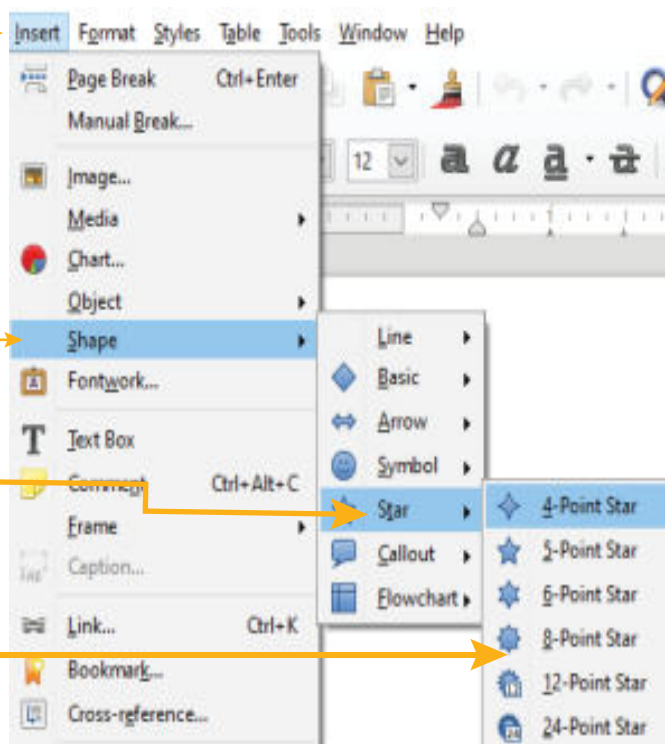 Insert Format Styles Table Tools Window Help
Page Break Ctrl+Enter
Manual Break...
12 a a a a
Image...
Media
Chart...
Object
Shape
Fontwork...
Text Box
Comment Ctrl+Alt+C
Frame
Caption...
Link... Ctrl+K
Bookmark...
Cross-reference...
Line
Basic
Arrow
Symbol
Star
Callout
Flowchart
4-Point Star
5-Point Star
6-Point Star
8-Point Star
12-Point Star
24-Point Star